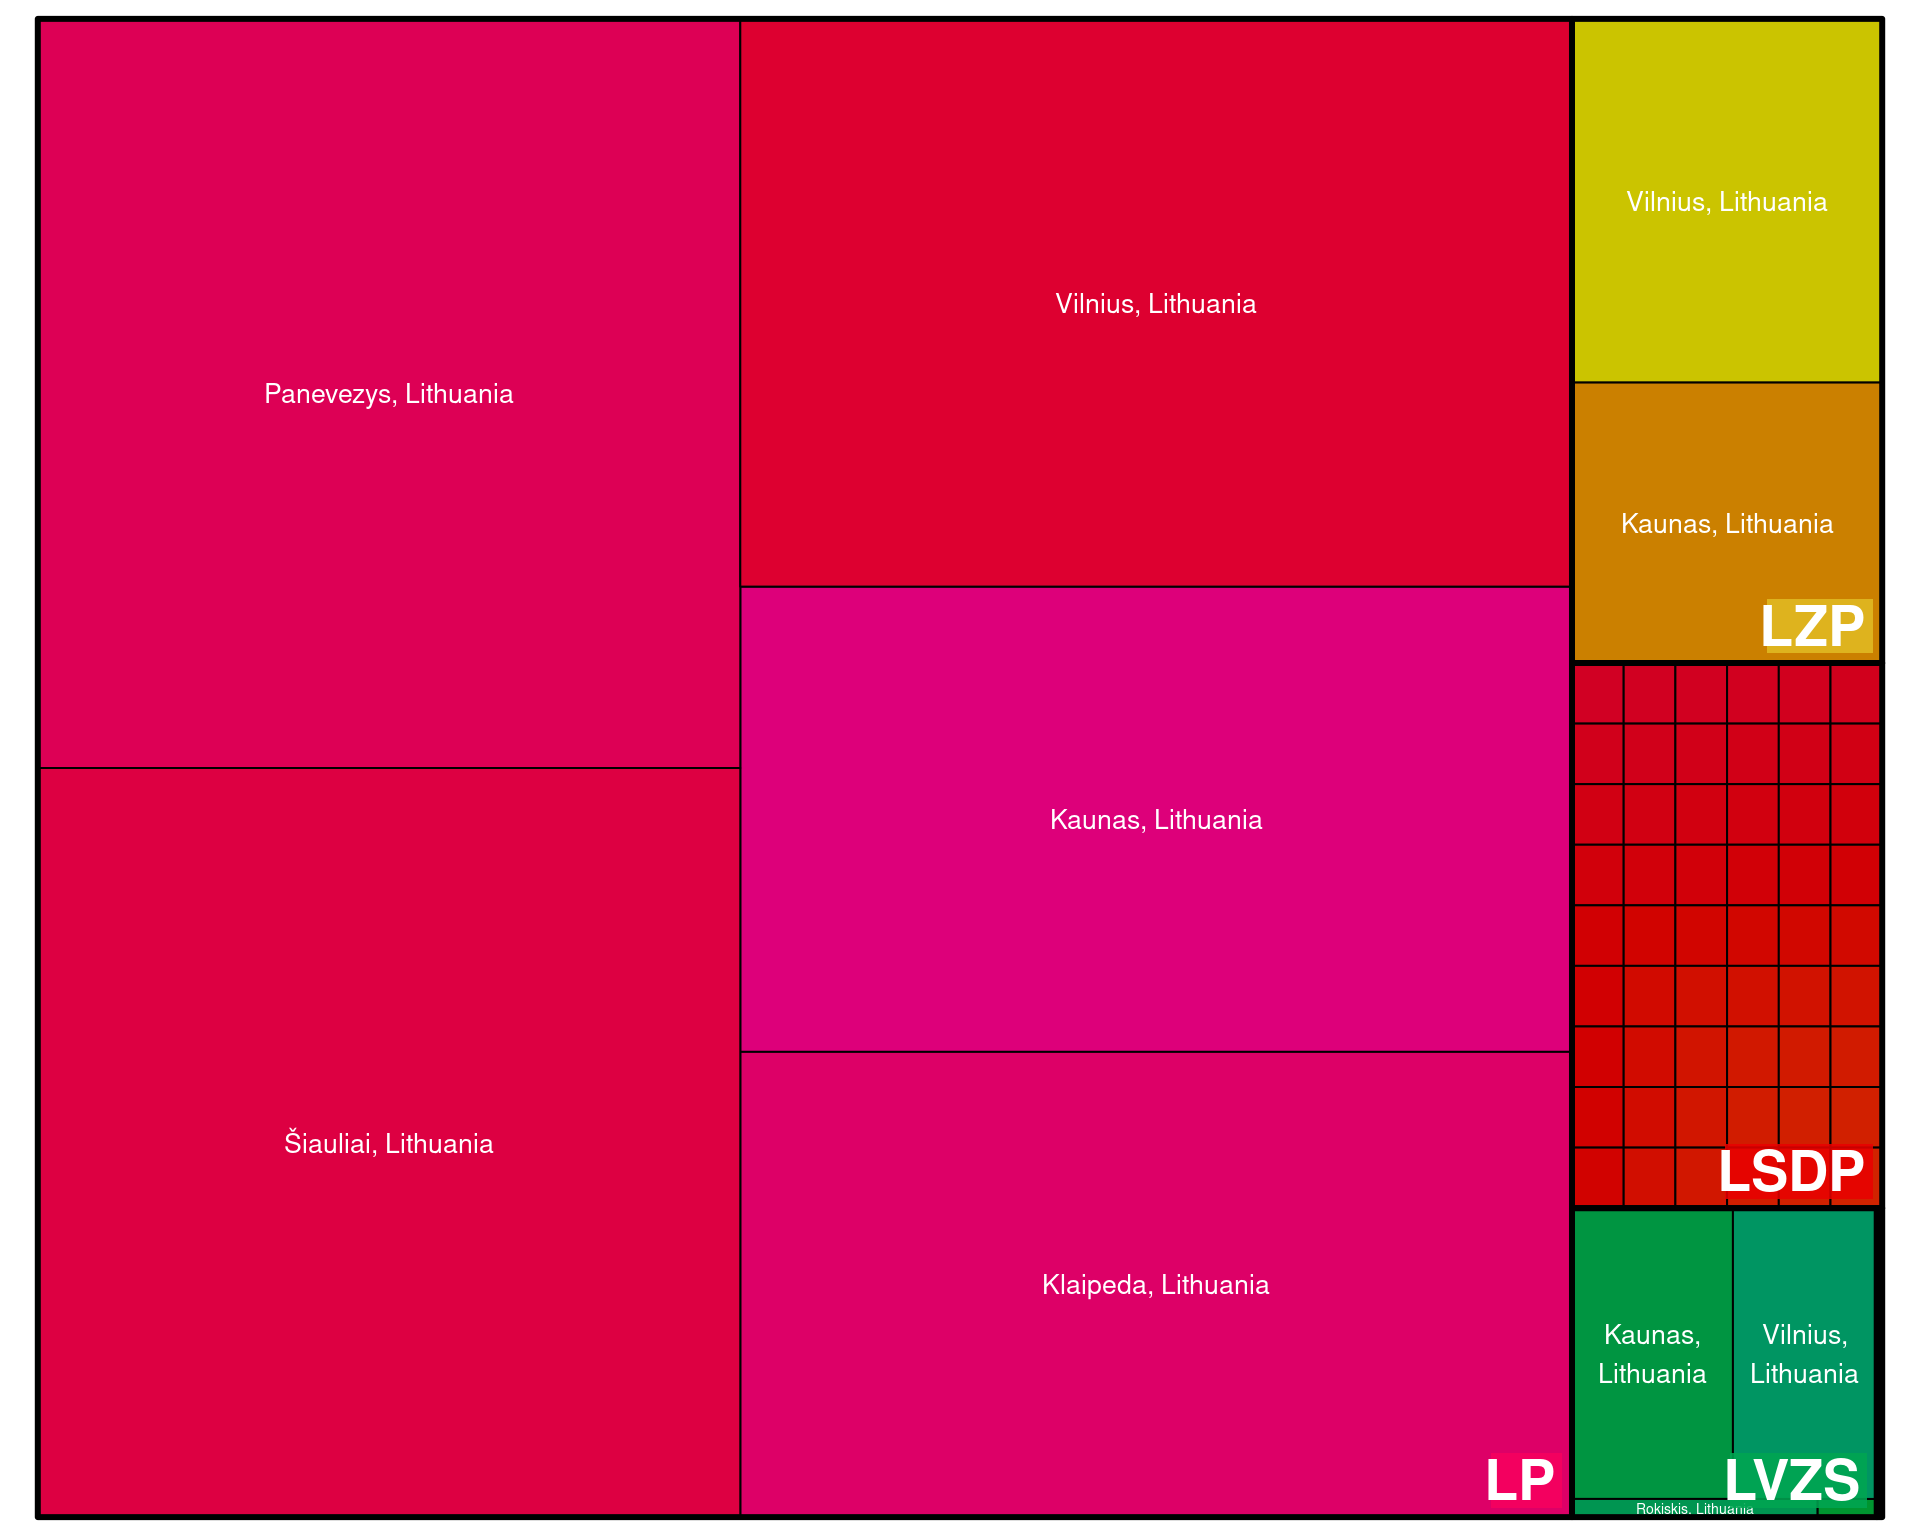 Panevezys, Lithuania
Šiauliai, Lithuania
Vilnius, Lithuania
Kaunas, Lithuania
Klaipeda, Lithuania
LP
Vilnius, Lithuania
Kaunas, Lithuania
LZP
LSDP
Kaunas,
Lithuania
Vilnius,
Lithuania
LVZS
Rokiskis, Lithuania